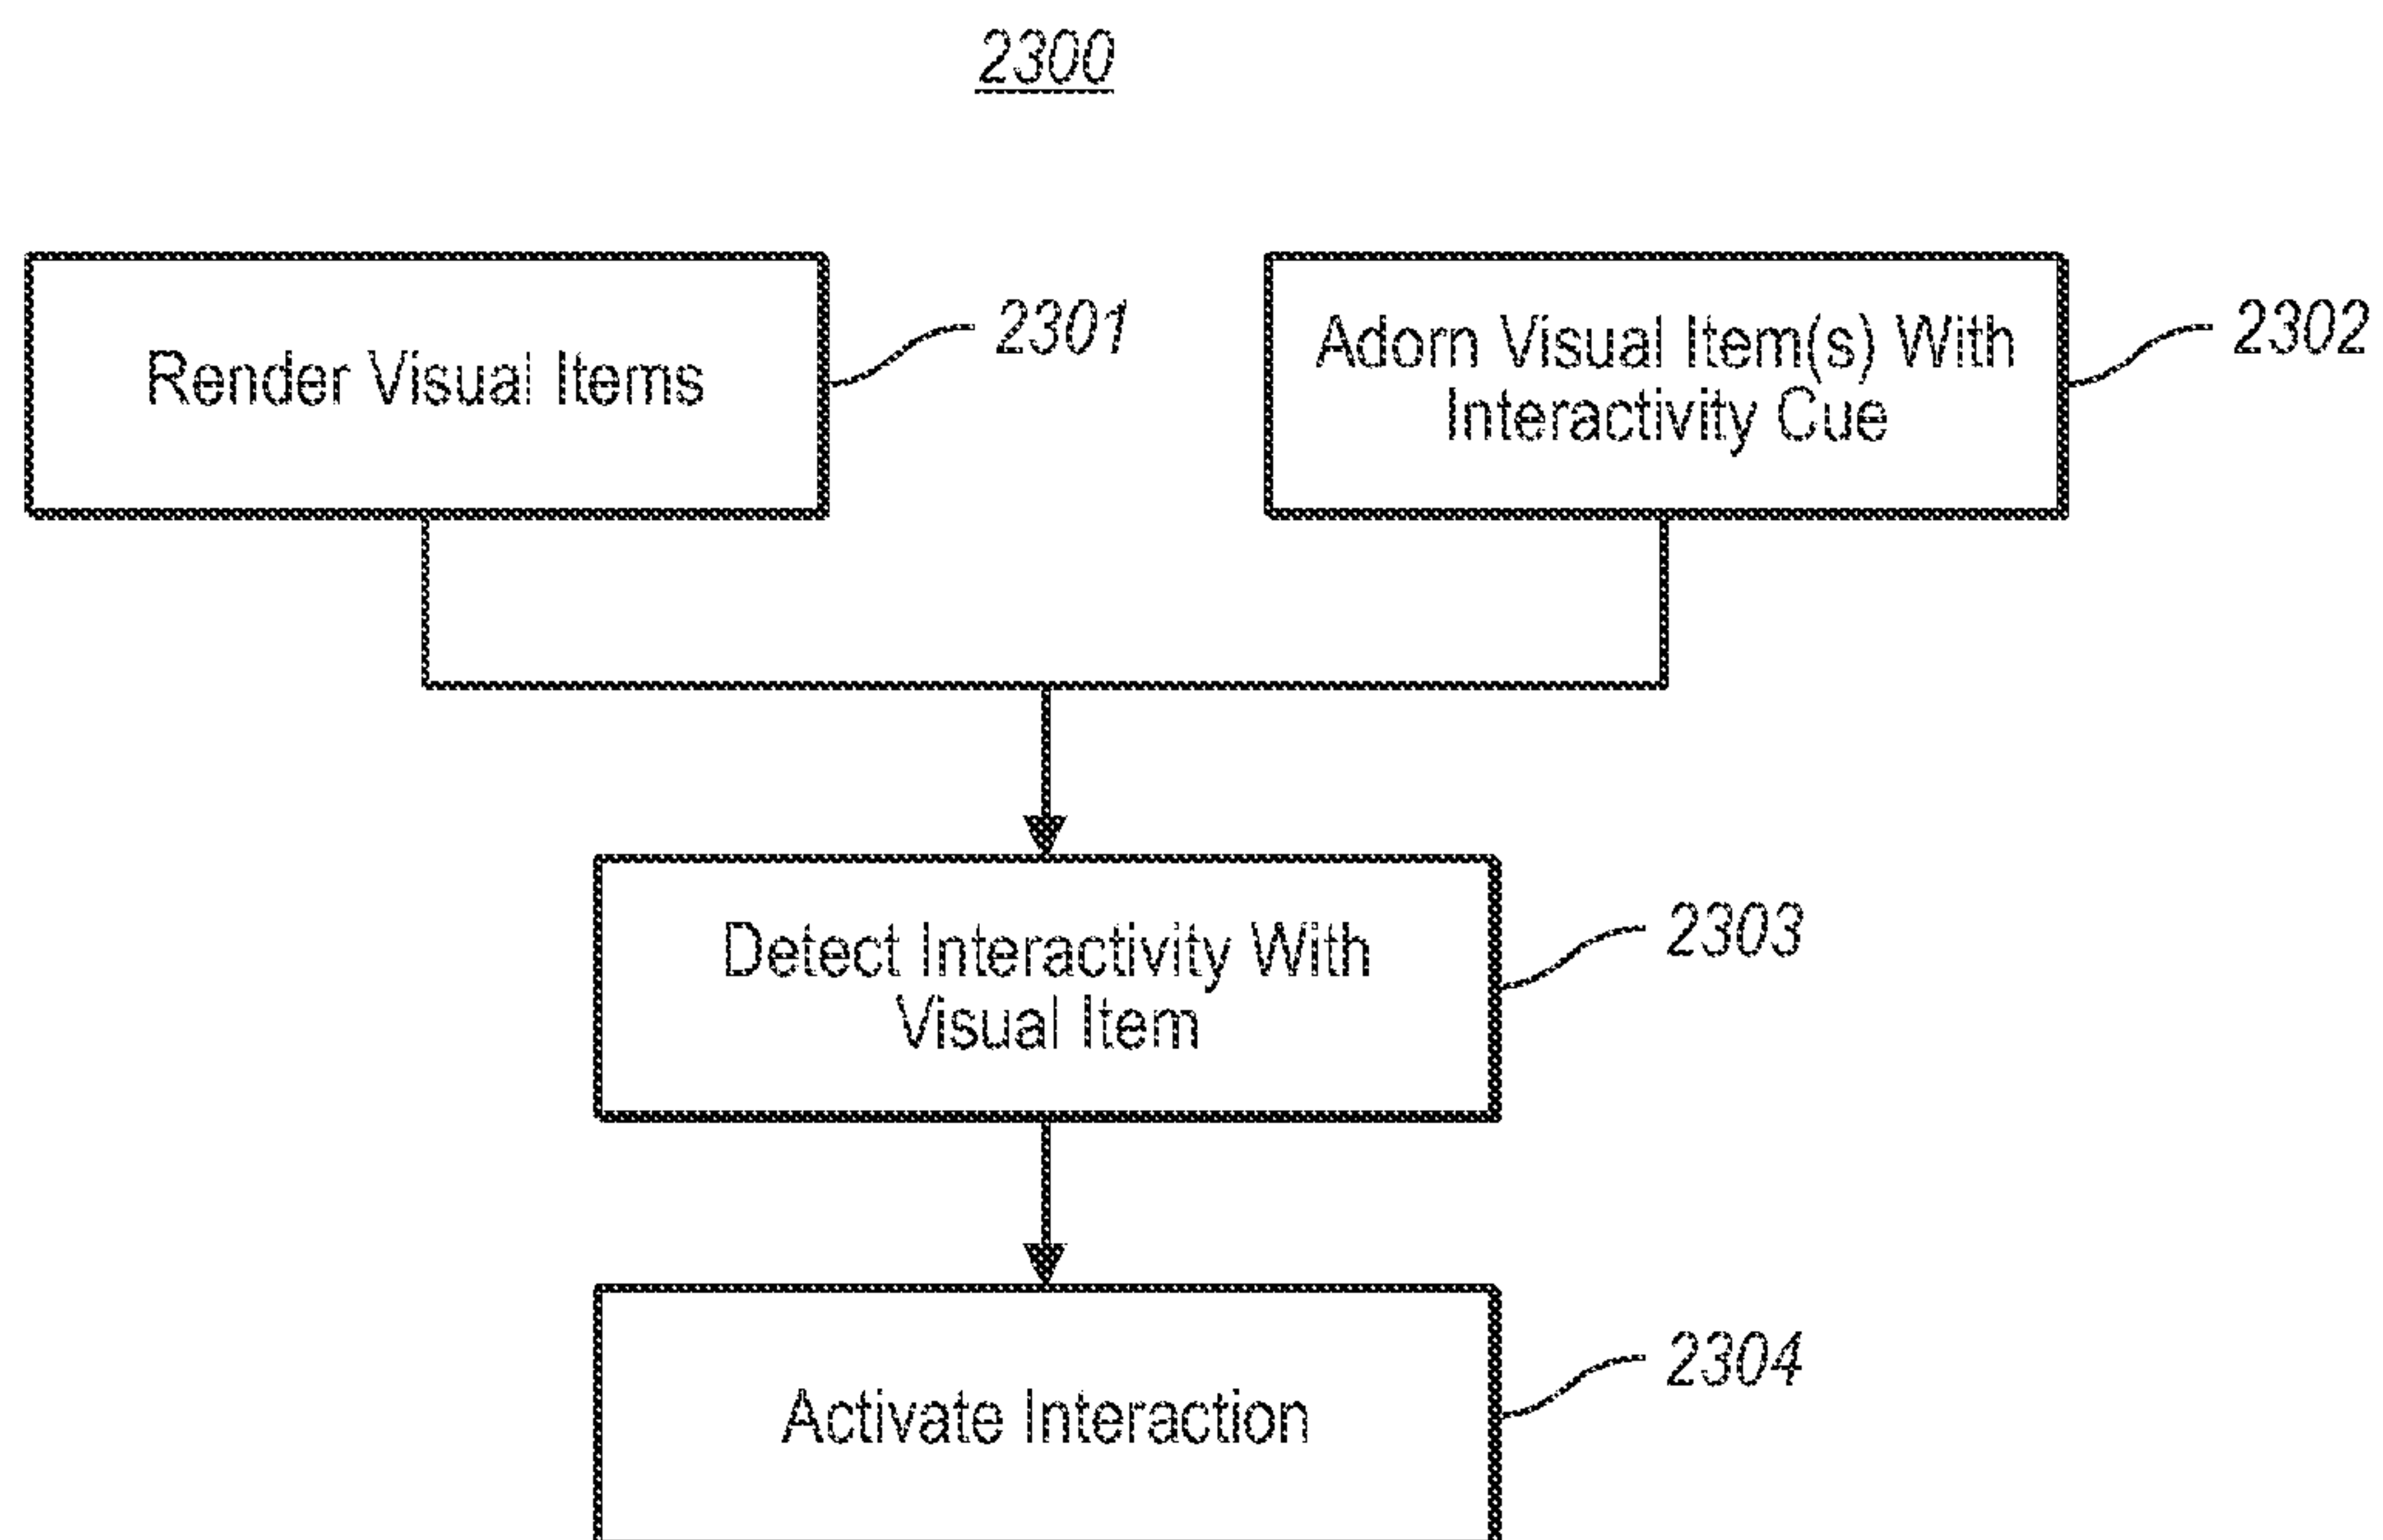 2300
Render Visual Items
2301
Adorn Visual Item(s) With
Interactivity Cue
2302
Detect Interactivity With
Visual Item
2303
Activate Interaction
2304